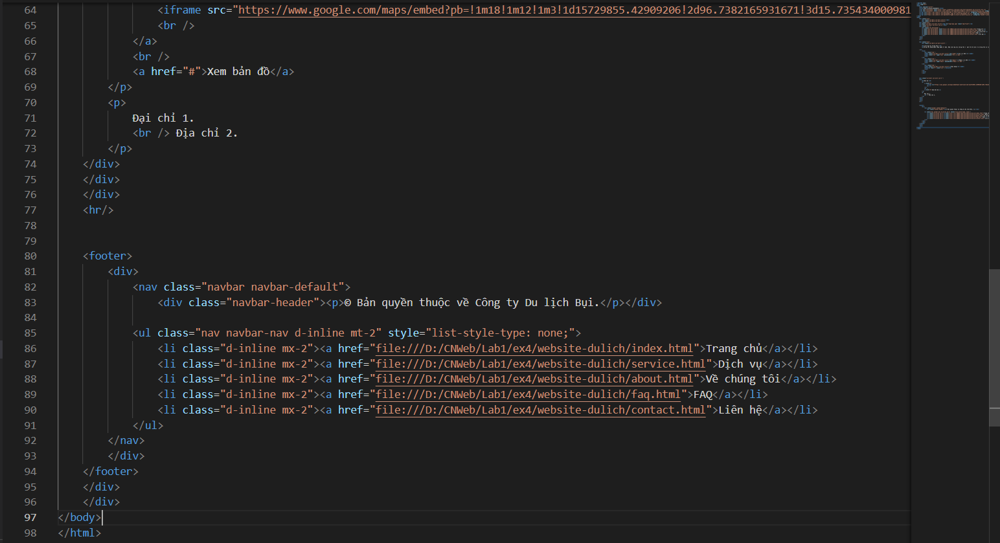 64 <iframe src="https://www.google.com/maps/embed?pb=!1m18!1m12!1m3!1d15729855.42909206!2d96.7382165931671!3d15.735434000981
65 <br />
66 </a>
67 <br />
68 <a href="#">Xem bản đồ</a>
69 </p>
70 <p>
71 Đại chỉ 1.
72 <br /> Địa chỉ 2.
73 </p>
74 </div>
75 </div>
76 </div>
77 <hr/>
78
79
80 <footer>
81 <div>
82 <nav class="navbar navbar-default">
83 <div class="navbar-header"><p>© Bản quyền thuộc về Công ty Du lịch Bụi.</p></div>
84
85 <ul class="nav navbar-nav d-inline mt-2" style="list-style-type: none;">
86 <li class="d-inline mx-2"><a href="file:///D:/CNWeb/Lab1/ex4/website-dulich/index.html">Trang chủ</a></li>
87 <li class="d-inline mx-2"><a href="file:///D:/CNWeb/Lab1/ex4/website-dulich/service.html">Dịch vụ</a></li>
88 <li class="d-inline mx-2"><a href="file:///D:/CNWeb/Lab1/ex4/website-dulich/about.html">Về chúng tôi</a></li>
89 <li class="d-inline mx-2"><a href="file:///D:/CNWeb/Lab1/ex4/website-dulich/faq.html">FAQ</a></li>
90 <li class="d-inline mx-2"><a href="file:///D:/CNWeb/Lab1/ex4/website-dulich/contact.html">Liên hệ</a></li>
91 </ul>
92 </nav>
93 </div>
94 </footer>
95 </div>
96 </div>
97 </body>
98 </html>